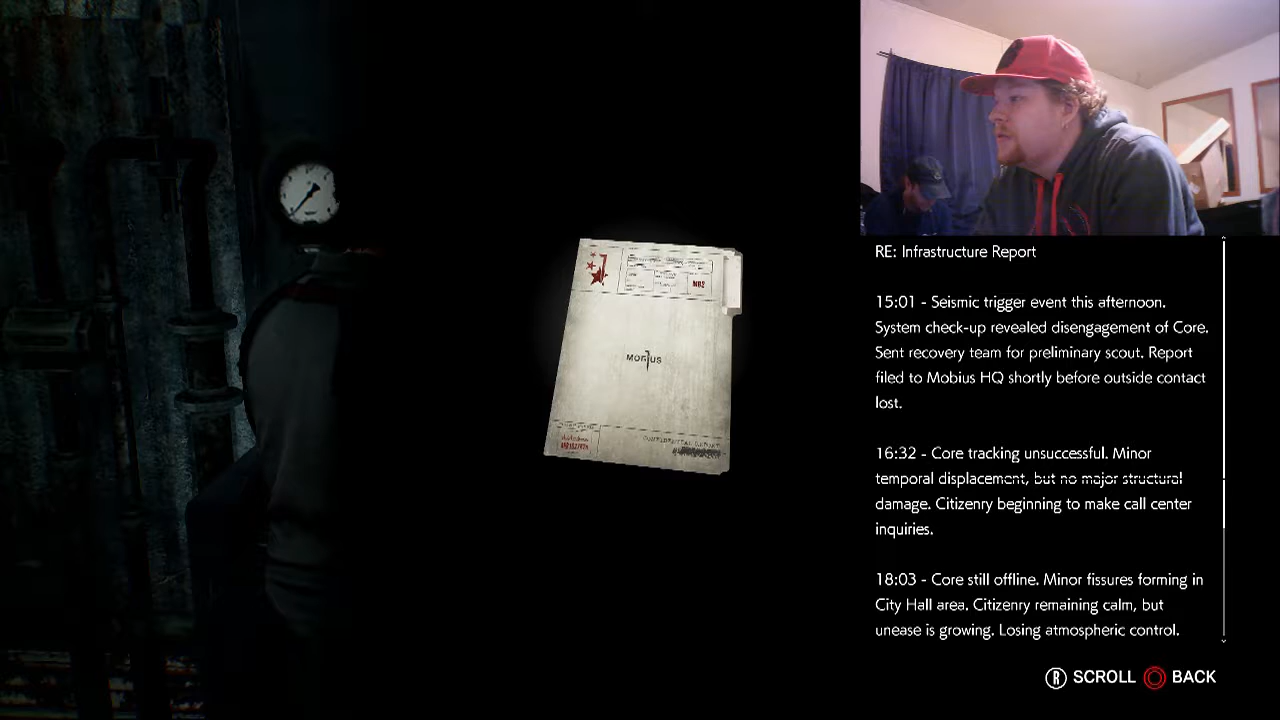 RE: Infrastructure Report
15:01 - Seismic trigger event this afternoon.
System check-up revealed disengagement of Core.
Sent recovery team for preliminary scout. Report
filed to Mobius HQ shortly before outside contact
lost.
16:32 - Core tracking unsuccessful. Minor
temporal displacement, but no major structural
damage. Citizenry beginning to make call center
inquiries.
18:03 - Core still offline. Minor fissures forming in
City Hall area. Citizenry remaining calm, but
unease is growing. Losing atmospheric control.
MOBIUS
CONFIDENTIAL REPORT
R SCROLL BACK